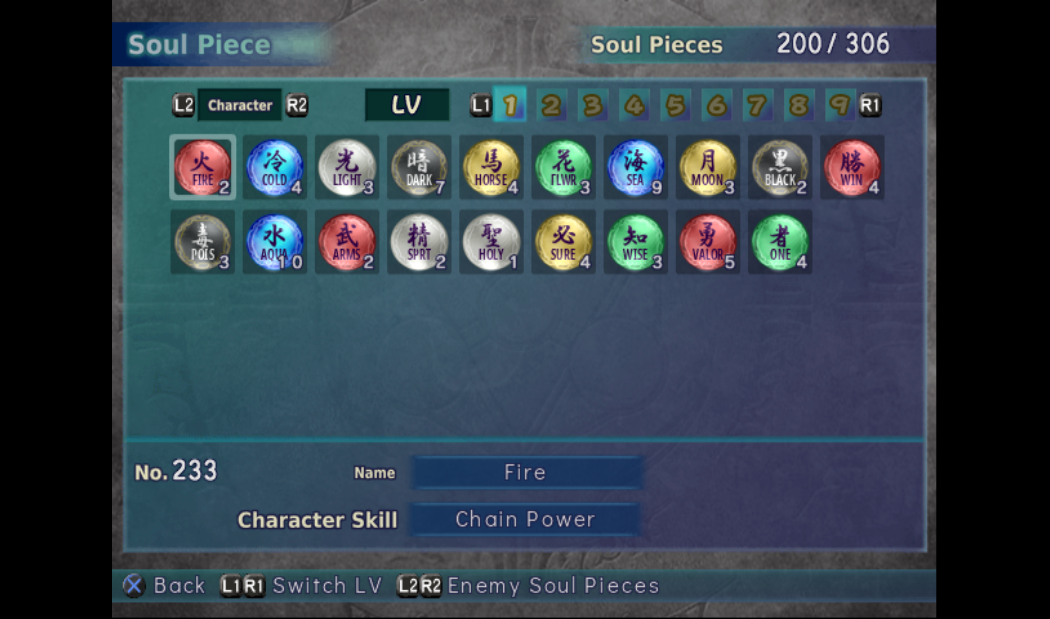 Soul Piece
Soul Pieces 200 / 306
L2 Character R2 LV L1 1 2 3 4 5 6 7 8 9 R1
火 冷 光 暗 馬 花 海 月 黒 勝
FIRE COLD LIGHT DARK HORSE FLWR SEA MOON BLACK WIN
2 4 3 7 4 3 9 3 2 4
毒 水 武 精 聖 必 知 勇 者
POIS AQUA ARMS SPRT HOLY SURE WISE VALOR ONE
3 10 2 2 1 4 3 5 4
No. 233 Name Fire
Character Skill Chain Power
Back L1 R1 Switch LV L2 R2 Enemy Soul Pieces